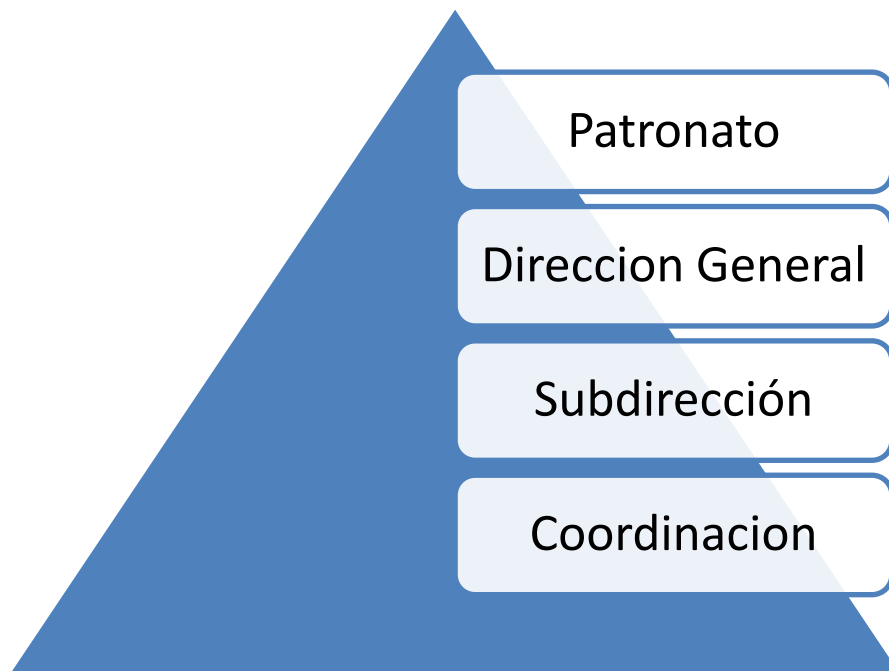 Patronato
Direccion General
Subdirección
Coordinacion